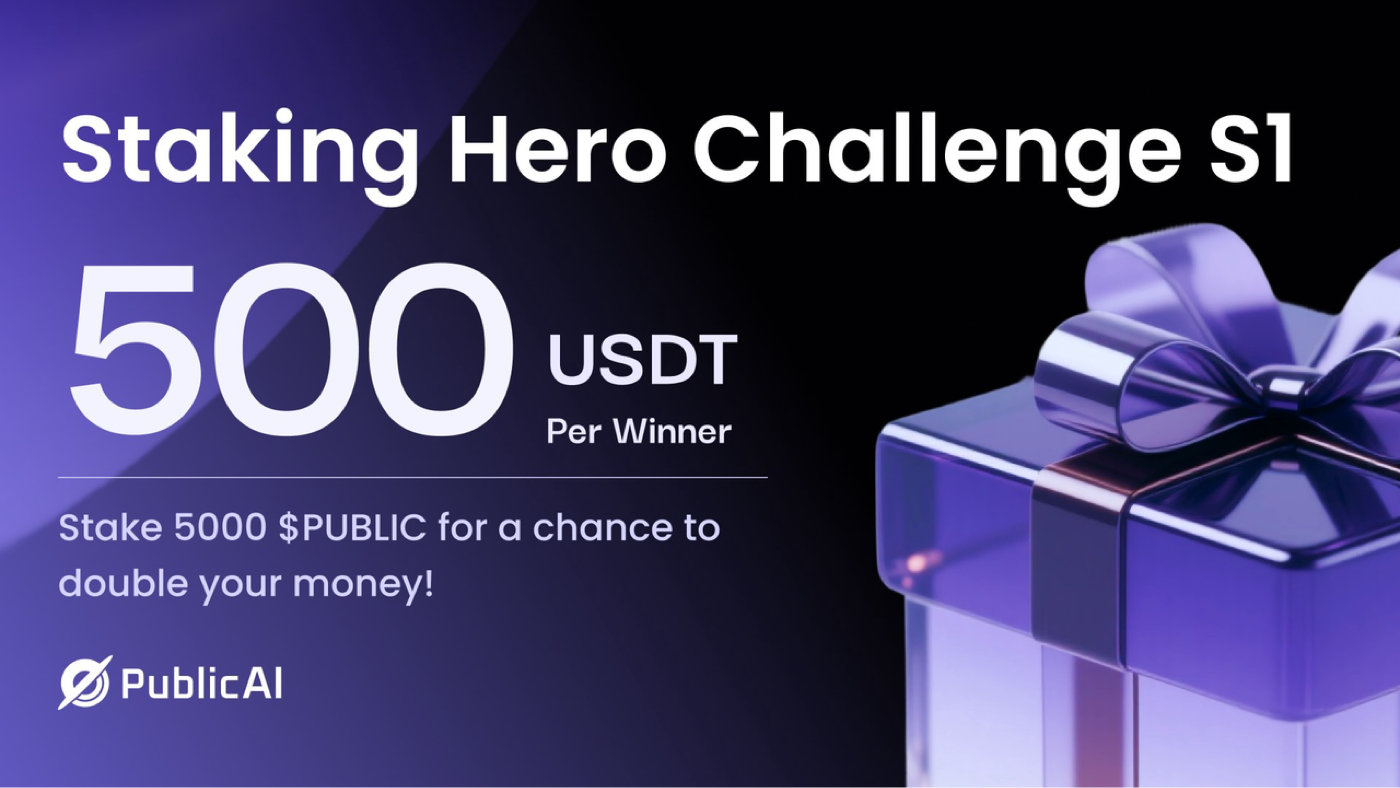 Staking Hero Challenge S1
500
USDT
Per Winner
Stake 5000 $PUBLIC for a chance to
double your money!
PublicAI